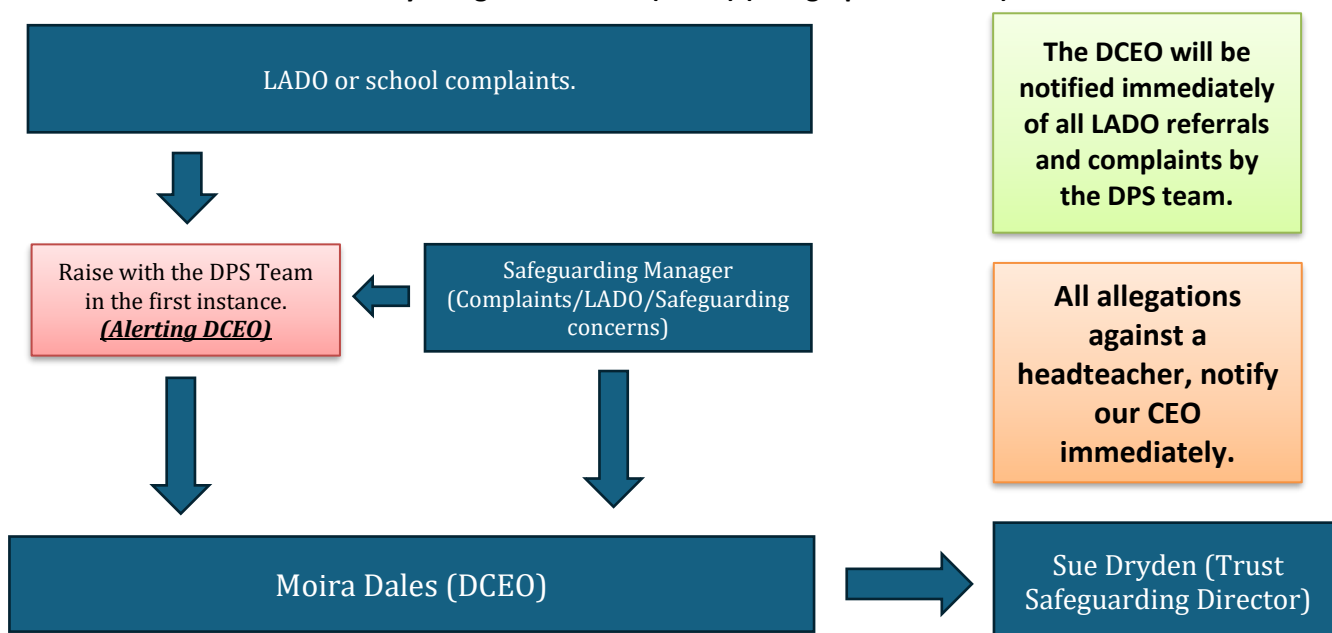 LADO or school complaints.
The DCEO will be
notified immediately
of all LADO referrals
and complaints by
the DPS team.
Raise with the DPS Team
in the first instance.
(Alerting DCEO)
Safeguarding Manager
(Complaints/LADO/Safeguarding
concerns)
All allegations
against a
headteacher, notify
our CEO
immediately.
Moira Dales (DCEO)
Sue Dryden (Trust
Safeguarding Director)